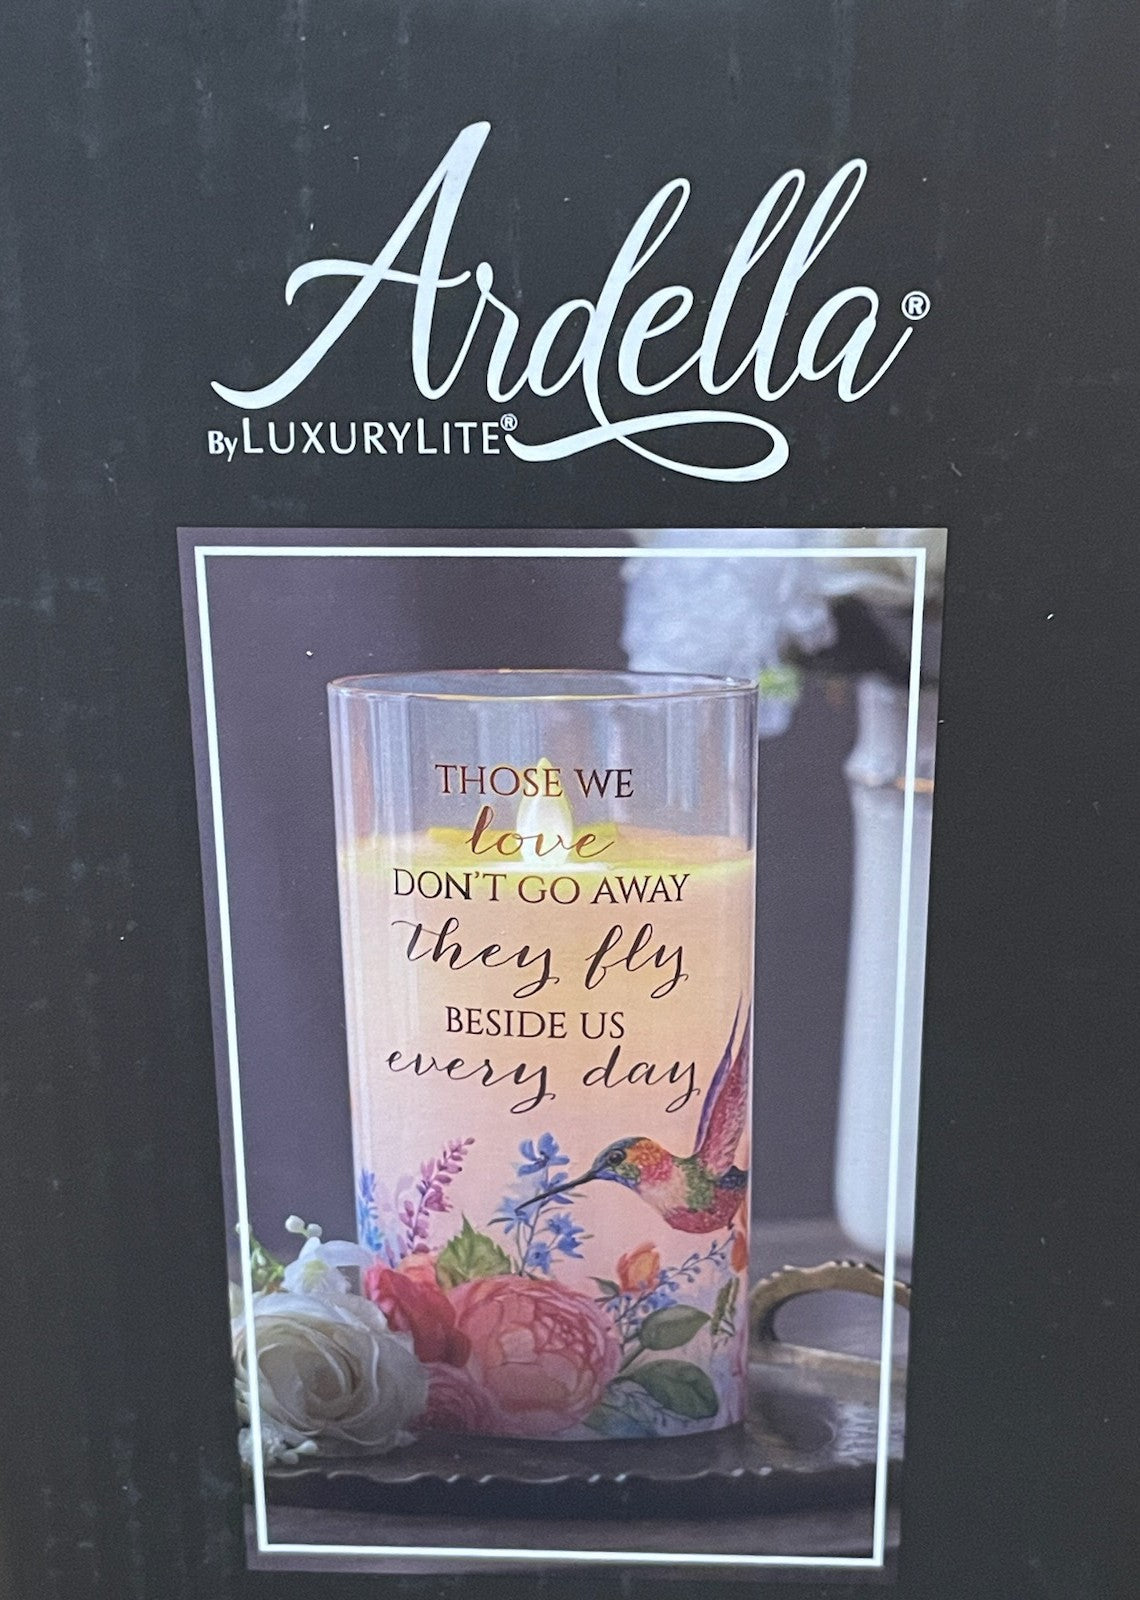 Ardella®
By LUXURYLITE®
THOSE WE
love
DON'T GO AWAY
they fly
BESIDE US
every day